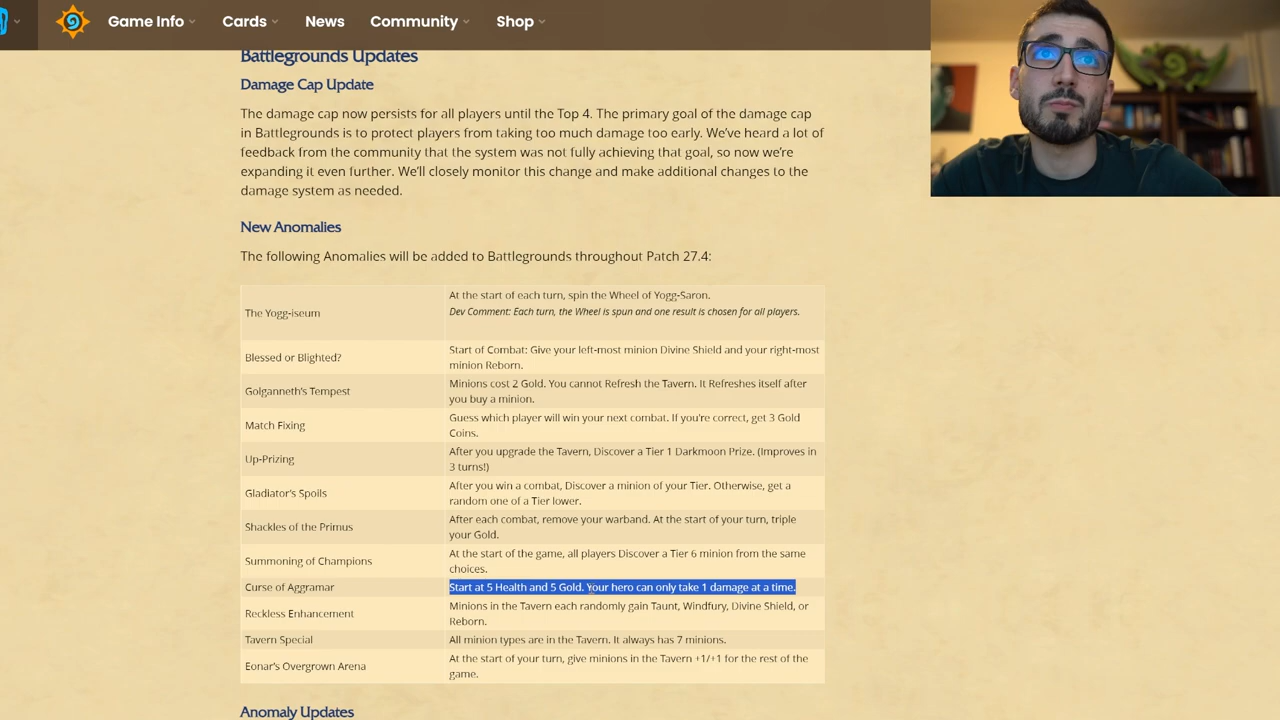 Game Info
Cards
News
Community
Shop
Battlegrounds Updates
Damage Cap Update
The damage cap now persists for all players until the Top 4. The primary goal of the damage cap
in Battlegrounds is to protect players from taking too much damage too early. We've heard a lot of
feedback from the community that the system was not fully achieving that goal, so now we're
expanding it even further. We'll closely monitor this change and make additional changes to the
damage system as needed.
New Anomalies
The following Anomalies will be added to Battlegrounds throughout Patch 27.4:
The Yogg-iseum
At the start of each turn, spin the Wheel of Yogg-Saron.
Dev Comment: Each turn, the Wheel is spun and one result is chosen for all players.
Blessed or Blighted?
Start of Combat: Give your left-most minion Divine Shield and your right-most
minion Reborn.
Golganneth's Tempest
Minions cost 2 Gold. You cannot Refresh the Tavern. It Refreshes itself after
you buy a minion.
Match Fixing
Guess which player will win your next combat. If you're correct, get 3 Gold
Coins.
Up-Prizing
After you upgrade the Tavern, Discover a Tier 1 Darkmoon Prize. (Improves in
3 turns!)
Gladiator's Spoils
After you win a combat, Discover a minion of your Tier. Otherwise, get a
random one of a Tier lower.
Shackles of the Primus
After each combat, remove your warband. At the start of your turn, triple
your Gold.
Summoning of Champions
At the start of the game, all players Discover a Tier 6 minion from the same
choices.
Curse of Aggramar
Start at 5 Health and 5 Gold. Your hero can only take 1 damage at a time.
Reckless Enhancement
Minions in the Tavern each randomly gain Taunt, Windfury, Divine Shield, or
Reborn.
Tavern Special
All minion types are in the Tavern. It always has 7 minions.
Eonar's Overgrown Arena
At the start of your turn, give minions in the Tavern +1/+1 for the rest of the
game.
Anomaly Updates